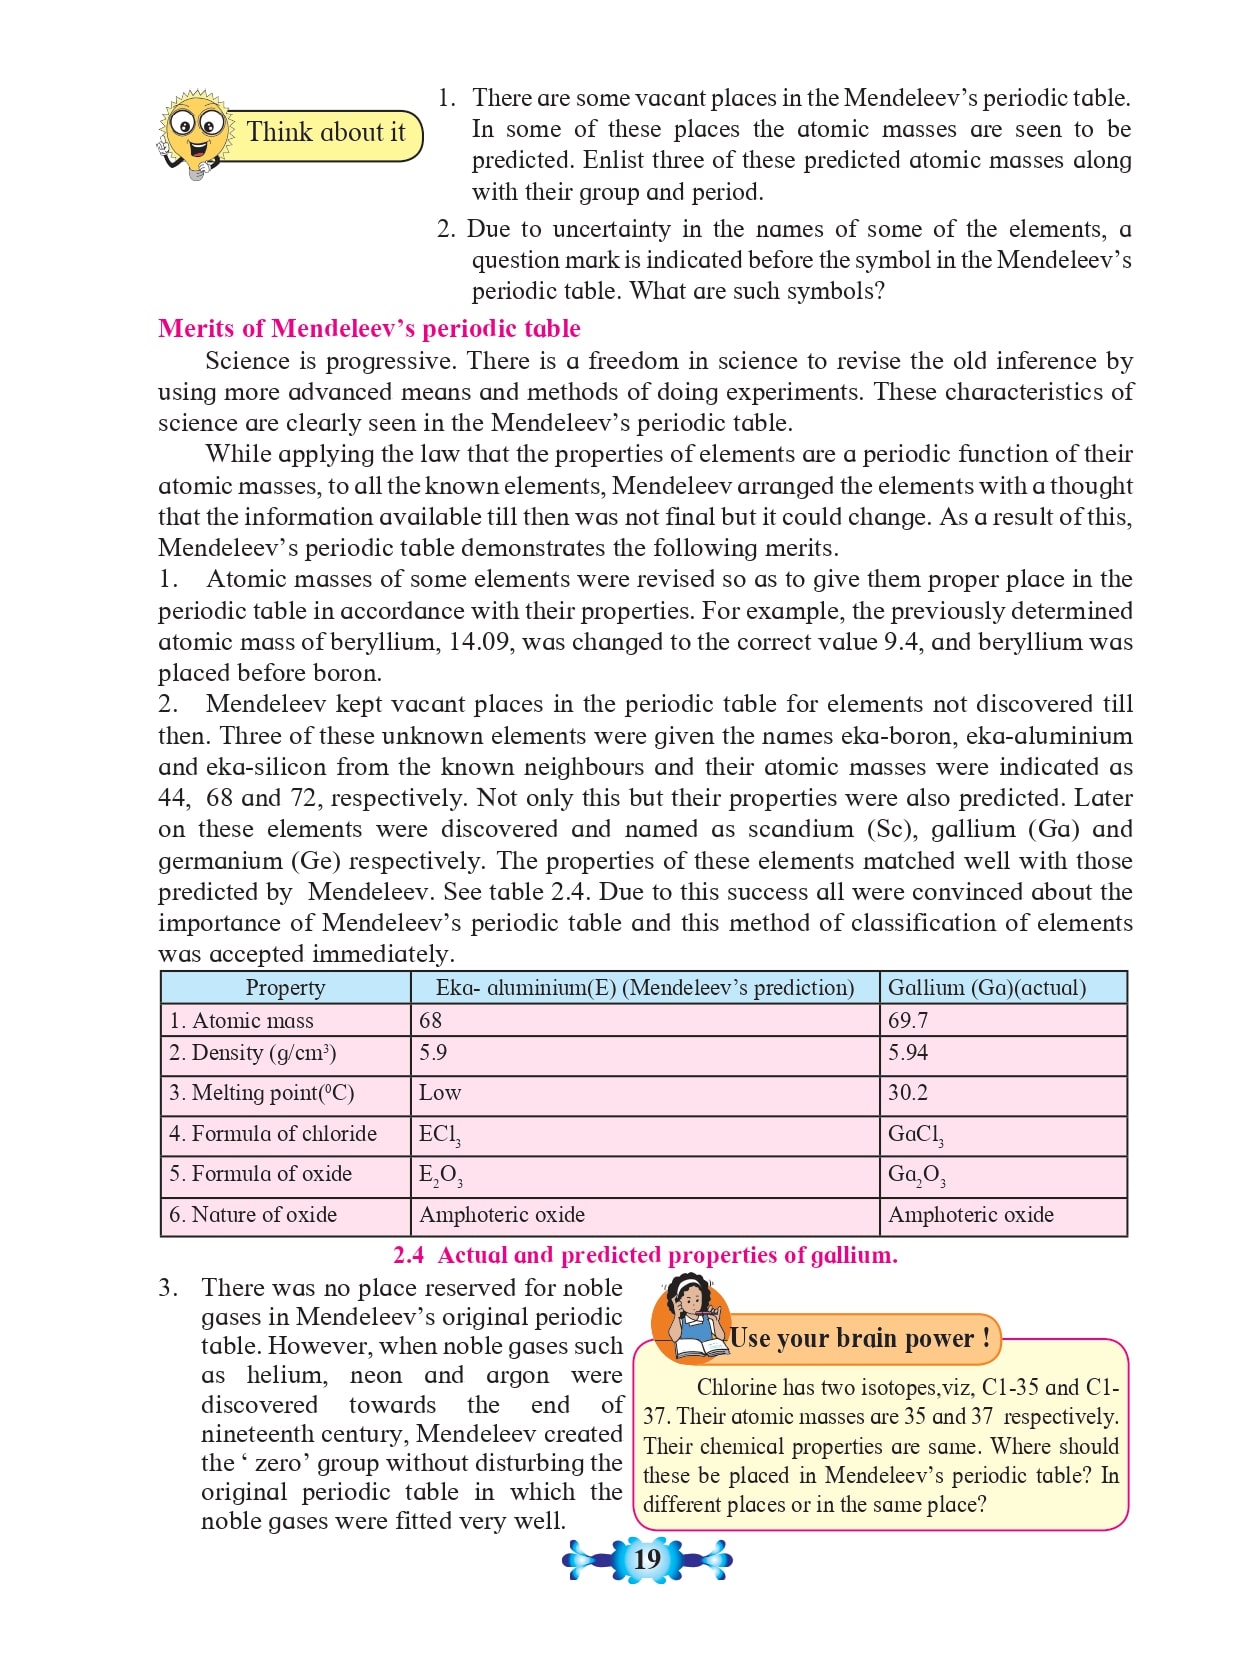 Think about it
1. There are some vacant places in the Mendeleev's periodic table.
In some of these places the atomic masses are seen to be
predicted. Enlist three of these predicted atomic masses along
with their group and period.
2. Due to uncertainty in the names of some of the elements, a
question mark is indicated before the symbol in the Mendeleev's
periodic table. What are such symbols?
Merits of Mendeleev's periodic table
Science is progressive. There is a freedom in science to revise the old inference by
using more advanced means and methods of doing experiments. These characteristics of
science are clearly seen in the Mendeleev's periodic table.
While applying the law that the properties of elements are a periodic function of their
atomic masses, to all the known elements, Mendeleev arranged the elements with a thought
that the information available till then was not final but it could change. As a result of this,
Mendeleev's periodic table demonstrates the following merits.
1. Atomic masses of some elements were revised so as to give them proper place in the
periodic table in accordance with their properties. For example, the previously determined
atomic mass of beryllium, 14.09, was changed to the correct value 9.4, and beryllium was
placed before boron.
2. Mendeleev kept vacant places in the periodic table for elements not discovered till
then. Three of these unknown elements were given the names eka-boron, eka-aluminium
and eka-silicon from the known neighbours and their atomic masses were indicated as
44, 68 and 72, respectively. Not only this but their properties were also predicted. Later
on these elements were discovered and named as scandium (Sc), gallium (Ga) and
germanium (Ge) respectively. The properties of these elements matched well with those
predicted by Mendeleev. See table 2.4. Due to this success all were convinced about the
importance of Mendeleev's periodic table and this method of classification of elements
was accepted immediately.
Property Eka- aluminium(E) (Mendeleev's prediction) Gallium (Ga)(actual)
1. Atomic mass 68 69.7
2. Density (g/cm³) 5.9 5.94
3. Melting point(⁰C) Low 30.2
4. Formula of chloride ECl₃ GaCl₃
5. Formula of oxide E₂O₃ Ga₂O₃
6. Nature of oxide Amphoteric oxide Amphoteric oxide
2.4 Actual and predicted properties of gallium.
3. There was no place reserved for noble
gases in Mendeleev's original periodic
table. However, when noble gases such
as helium, neon and argon were
discovered towards the end of
nineteenth century, Mendeleev created
the ‘ zero’ group without disturbing the
original periodic table in which the
noble gases were fitted very well.
Use your brain power !
Chlorine has two isotopes,viz, C1-35 and C1-
37. Their atomic masses are 35 and 37 respectively.
Their chemical properties are same. Where should
these be placed in Mendeleev's periodic table? In
different places or in the same place?
19